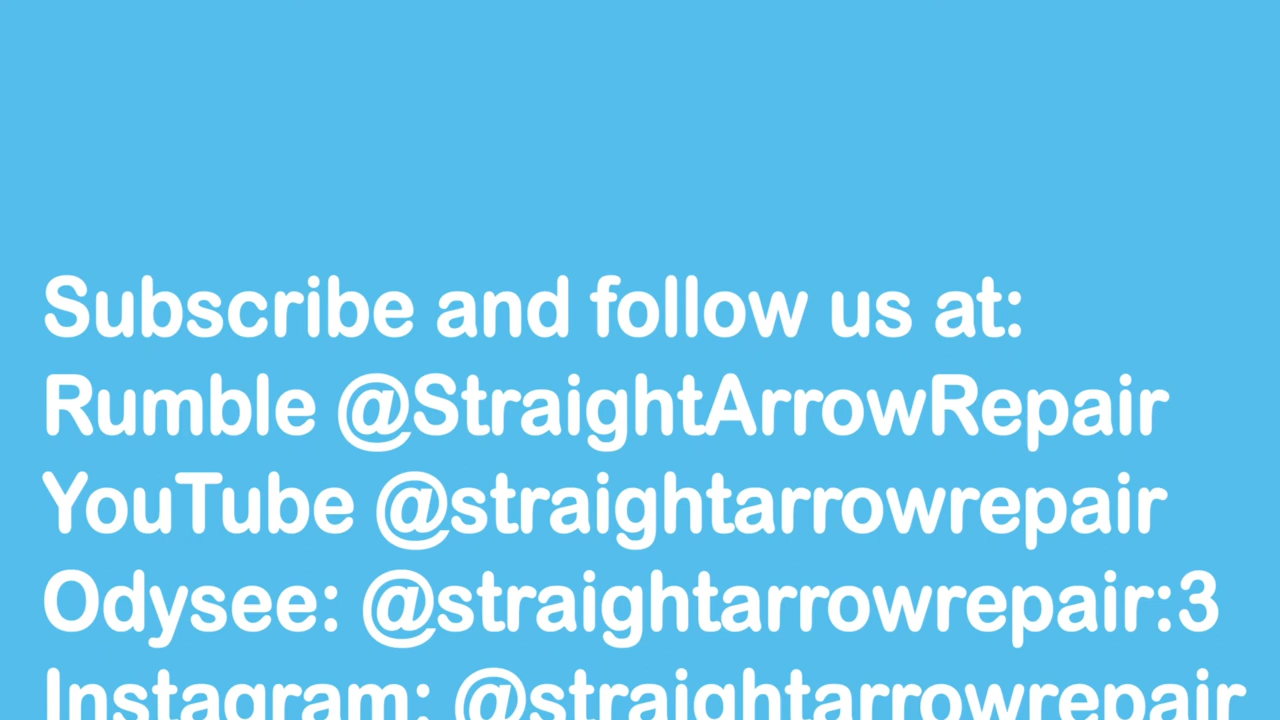 Subscribe and follow us at:
Rumble @StraightArrowRepair
YouTube @straightarrowrepair
Odysee: @straightarrowrepair:3
Instagram: @straightarrowrepair